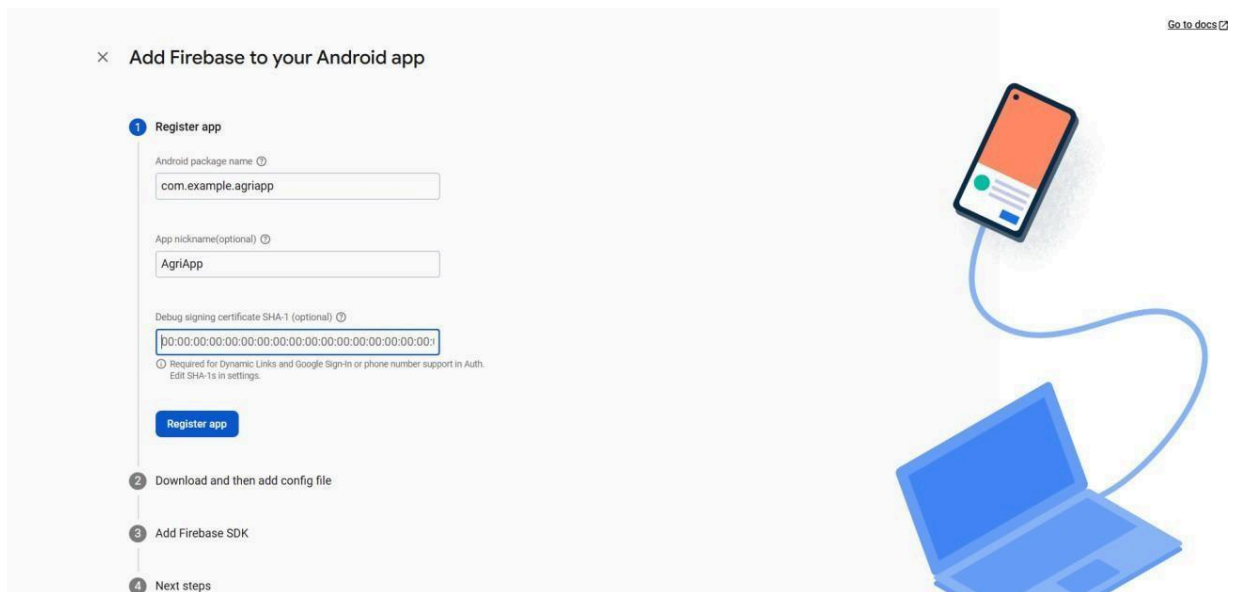 Go to docs
Add Firebase to your Android app
1 Register app
Android package name
com.example.agriapp
App nickname(optional)
AgriApp
Debug signing certificate SHA-1 (optional)
00:00:00:00:00:00:00:00:00:00:00:00:00:00:00:00:00:
Required for Dynamic Links and Google Sign-In or phone number support in Auth.
Edit SHA-1s in settings.
Register app
2 Download and then add config file
3 Add Firebase SDK
4 Next steps